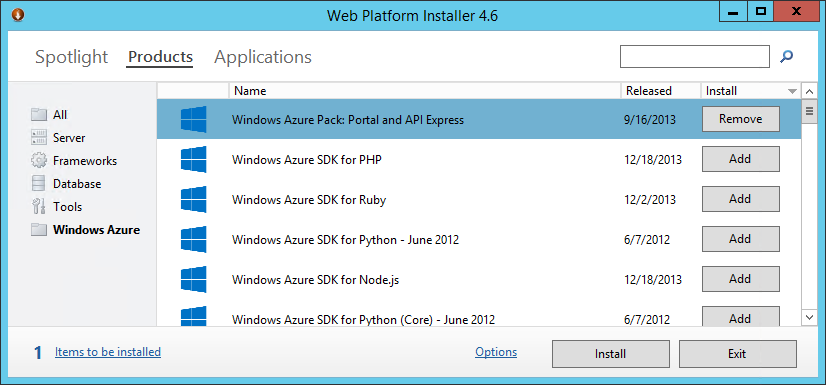 Web Platform Installer 4.6
X
Spotlight Products Applications
Name Released Install
All
Server
Frameworks
Database
Tools
Windows Azure
Windows Azure Pack: Portal and API Express 9/16/2013 Remove
Windows Azure SDK for PHP 12/18/2013 Add
Windows Azure SDK for Ruby 12/2/2013 Add
Windows Azure SDK for Python - June 2012 6/7/2012 Add
Windows Azure SDK for Node.js 12/18/2013 Add
Windows Azure SDK for Python (Core) - June 2012 6/7/2012 Add
1 Items to be installed Options Install Exit